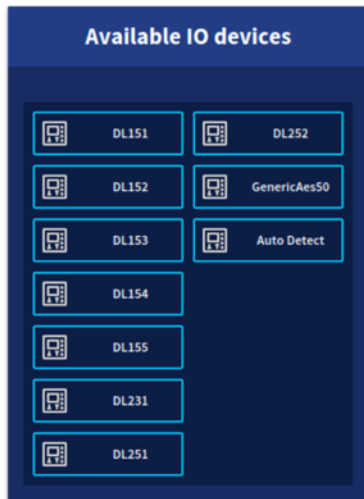 Available IO devices
DL151
DL152
DL153
DL154
DL155
DL231
DL251
DL252
GenericAes50
Auto Detect